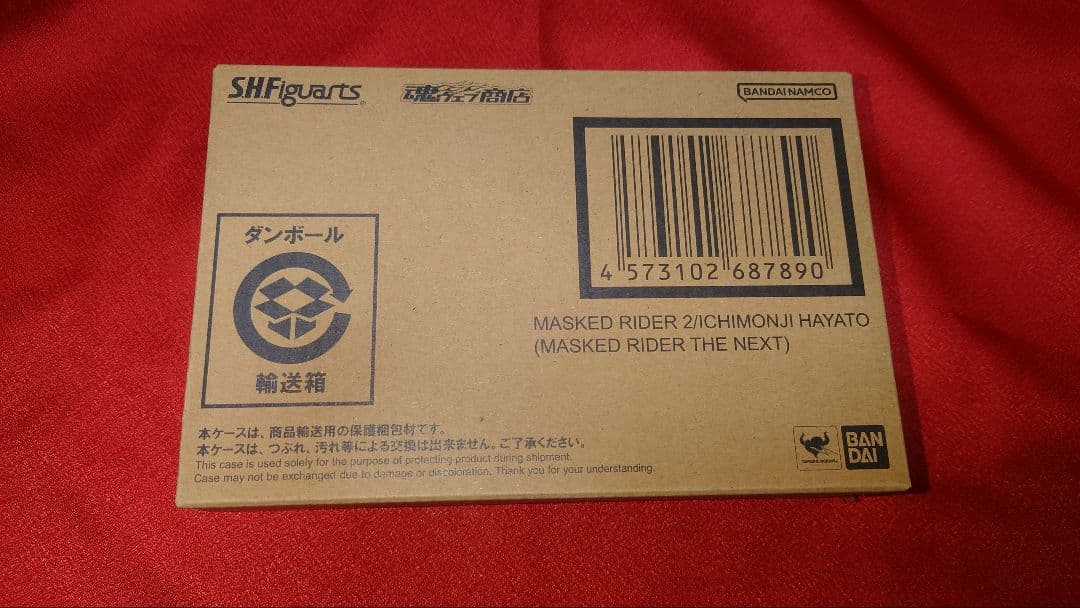 SHFiguarts
魂ウェブ商店
BANDAI NAMCO
4 573102 687890
MASKED RIDER 2/ICHIMONJI HAYATO
(MASKED RIDER THE NEXT)
ダンボール
輸送箱
本ケースは、商品輸送用の保護梱包材です。
本ケースは、つぶれ、汚れ等による交換は出来ません。ご了承ください。
This case is used solely for the purpose of protecting product during shipment.
Case may not be exchanged due to damage or discoloration. Thank you for your understanding.
BAN
DAI